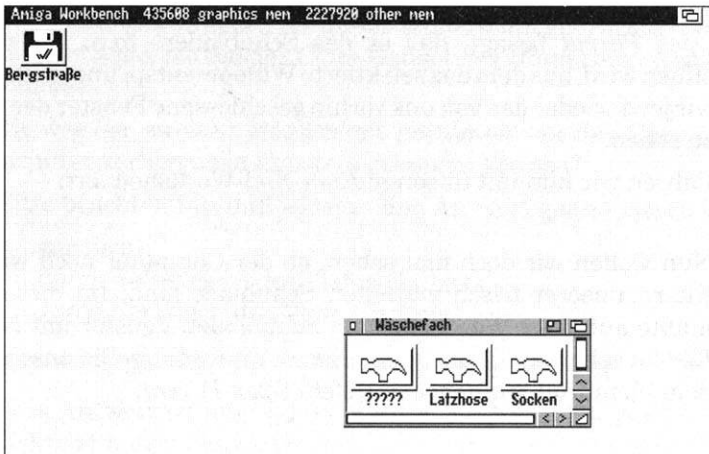 Amiga Workbench 435608 graphics mem 2227920 other mem
Bergstraße
Wäschefach
????? Latzhose Socken